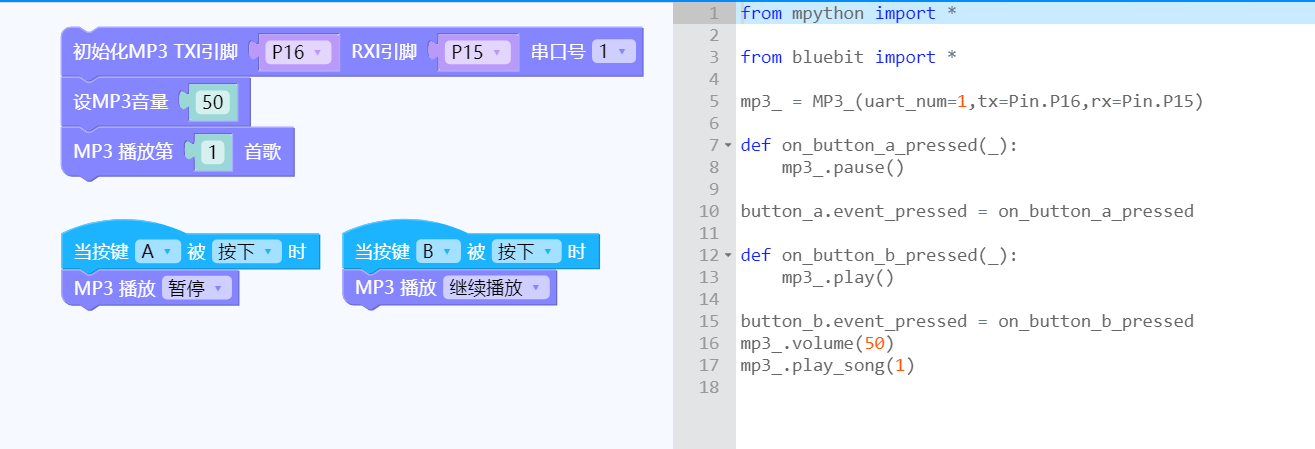 初始化MP3 TX引脚 P16 RX引脚 P15 串口号 1
设MP3音量 50
MP3 播放第 1 首歌
当按键 A 被 按下 时
MP3 播放 暂停
当按键 B 被 按下 时
MP3 播放 继续播放
1 from mpython import *
2
3 from bluebit import *
4
5 mp3_ = MP3_(uart_num=1,tx=Pin.P16,rx=Pin.P15)
6
7 def on_button_a_pressed(_):
8 mp3_.pause()
9
10 button_a.event_pressed = on_button_a_pressed
11
12 def on_button_b_pressed(_):
13 mp3_.play()
14
15 button_b.event_pressed = on_button_b_pressed
16 mp3_.volume(50)
17 mp3_.play_song(1)
18